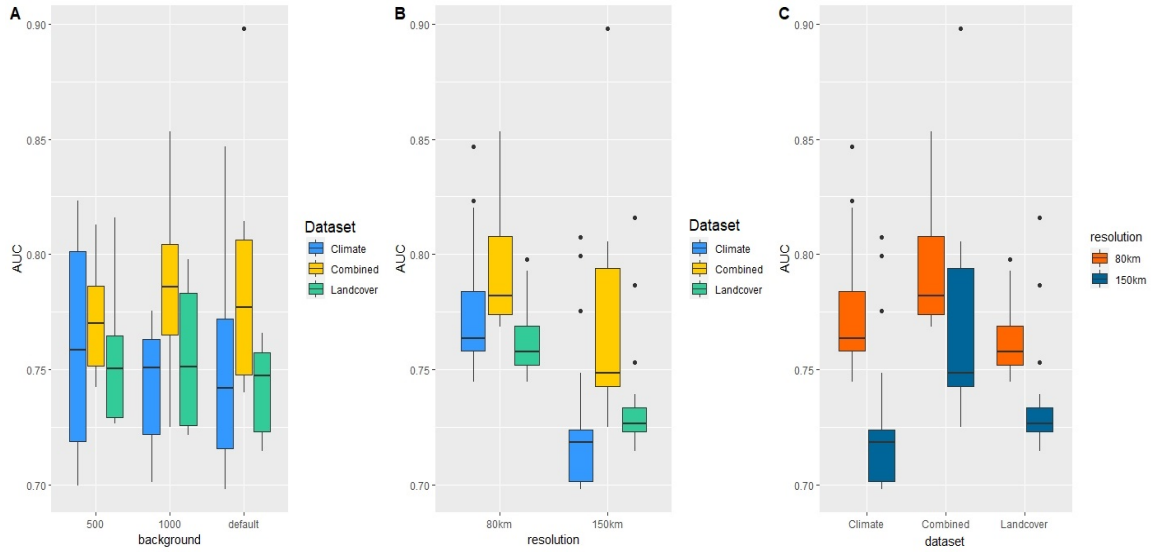 A
AUC
0.90
0.85
0.80
0.75
0.70
500 1000 default
background
Dataset
Climate
Combined
Landcover
B
AUC
0.90
0.85
0.80
0.75
0.70
80km 150km
resolution
Dataset
Climate
Combined
Landcover
C
AUC
0.90
0.85
0.80
0.75
0.70
Climate Combined Landcover
dataset
resolution
80km
150km